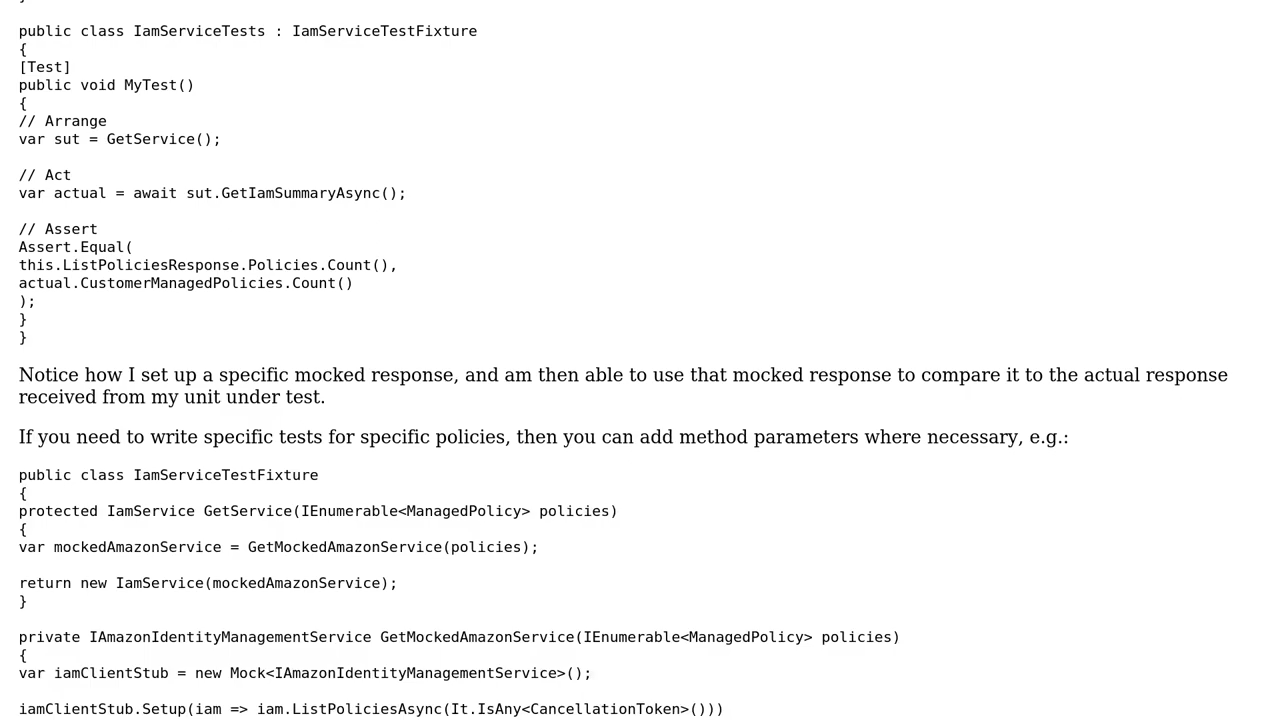 }
public class IamServiceTests : IamServiceTestFixture
{
[Test]
public void MyTest()
{
// Arrange
var sut = GetService();
// Act
var actual = await sut.GetIamSummaryAsync();
// Assert
Assert.Equal(
this.ListPoliciesResponse.Policies.Count(),
actual.CustomerManagedPolicies.Count()
);
}
}
Notice how I set up a specific mocked response, and am then able to use that mocked response to compare it to the actual response
received from my unit under test.
If you need to write specific tests for specific policies, then you can add method parameters where necessary, e.g.:
public class IamServiceTestFixture
{
protected IamService GetService(IEnumerable<ManagedPolicy> policies)
{
var mockedAmazonService = GetMockedAmazonService(policies);
return new IamService(mockedAmazonService);
}
private IAmazonIdentityManagementService GetMockedAmazonService(IEnumerable<ManagedPolicy> policies)
{
var iamClientStub = new Mock<IAmazonIdentityManagementService>();
iamClientStub.Setup(iam => iam.ListPoliciesAsync(It.IsAny<CancellationToken>()))